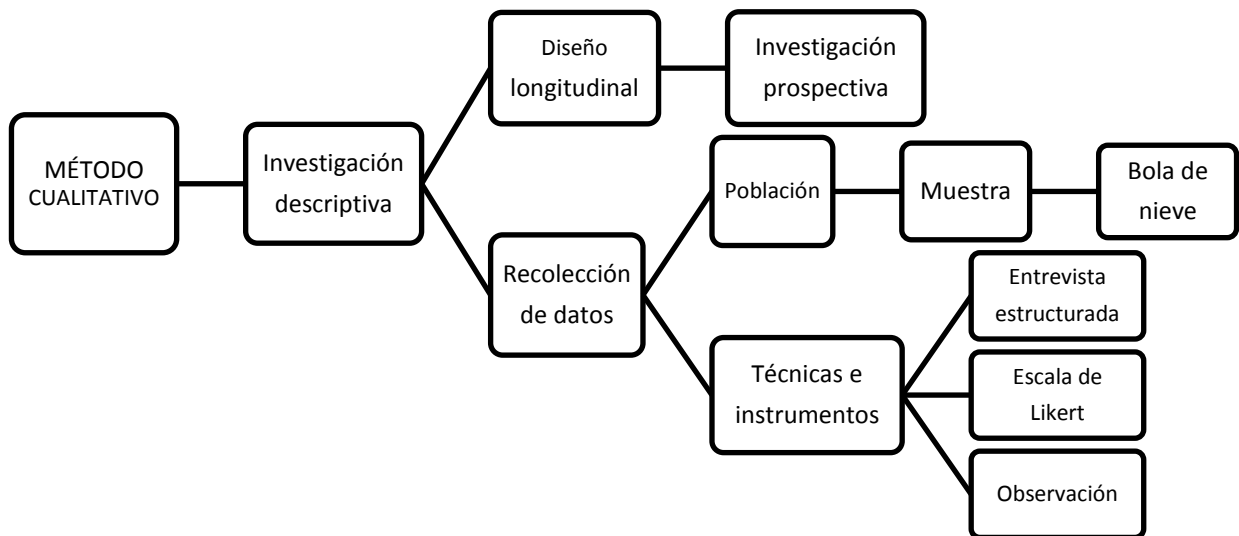 MÉTODO
CUALITATIVO
Investigación
descriptiva
Diseño
longitudinal
Investigación
prospectiva
Recolección
de datos
Población
Muestra
Bola de
nieve
Técnicas e
instrumentos
Entrevista
estructurada
Escala de
Likert
Observación